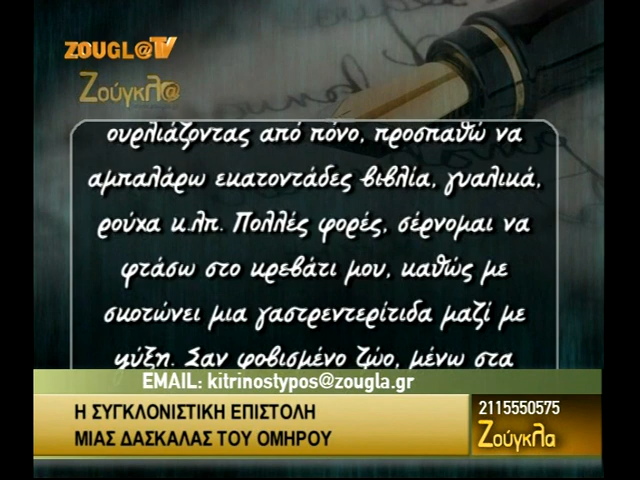 ZOUGL@TV
Ζούγκλ@
ουρλιάζοντας από πόνο, προσπαθώ να
αμπαλάρω εκατοντάδες βιβλία, γυαλικά,
ρούχα κ.λπ. Πολλές φορές, σέρνομαι να
φτάσω στο κρεβάτι μου, καθώς με
σκοτώνει μια γαστρεντερίτιδα μαζί με
ψύξη. Σαν φοβισμένο ζώο, μένω στα
EMAIL: kitrinostypos@zougla.gr
Η ΣΥΓΚΛΟΝΙΣΤΙΚΗ ΕΠΙΣΤΟΛΗ
ΜΙΑΣ ΔΑΣΚΑΛΑΣ ΤΟΥ ΟΜΗΡΟΥ
2115550575
Ζούγκλα